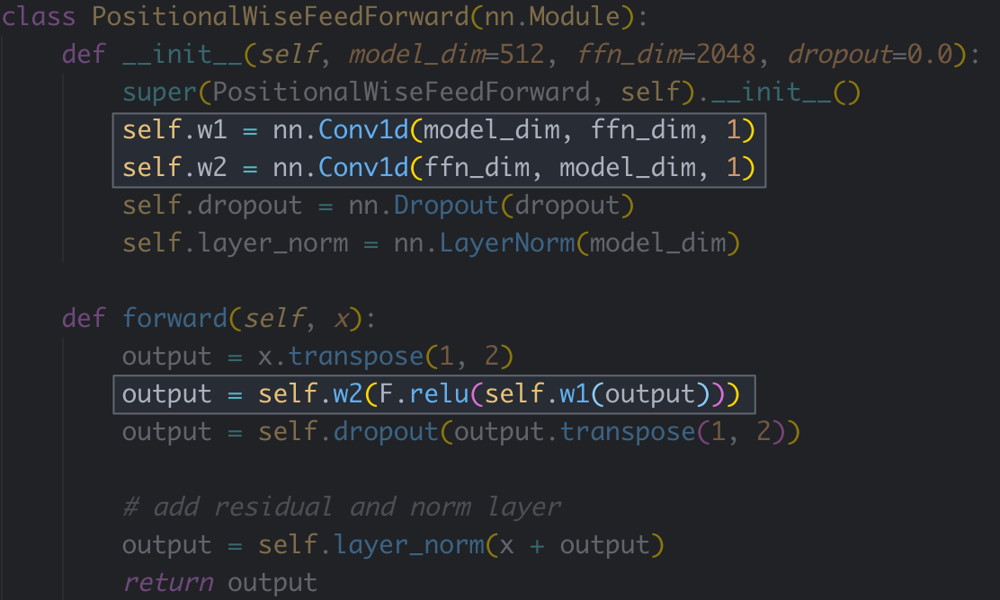 class PositionalWiseFeedForward(nn.Module):
    def __init__(self, model_dim=512, ffn_dim=2048, dropout=0.0):
        super(PositionalWiseFeedForward, self).__init__()
        self.w1 = nn.Conv1d(model_dim, ffn_dim, 1)
        self.w2 = nn.Conv1d(ffn_dim, model_dim, 1)
        self.dropout = nn.Dropout(dropout)
        self.layer_norm = nn.LayerNorm(model_dim)
    def forward(self, x):
        output = x.transpose(1, 2)
        output = self.w2(F.relu(self.w1(output)))
        output = self.dropout(output.transpose(1, 2))
        # add residual and norm layer
        output = self.layer_norm(x + output)
        return output